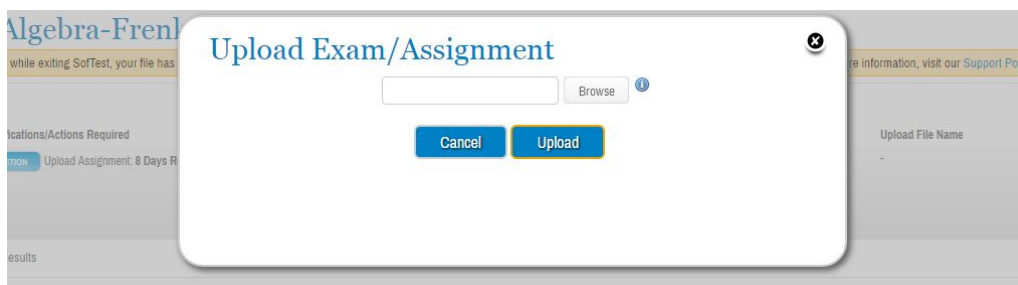 Algebra-Frenk
Upload Exam/Assignment
while exiting SofTest, your file has
re information, visit our Support Po
Browse
Cancel
Upload
ications/Actions Required
Upload File Name
Upload Assignment: 8 Days R
-
esults